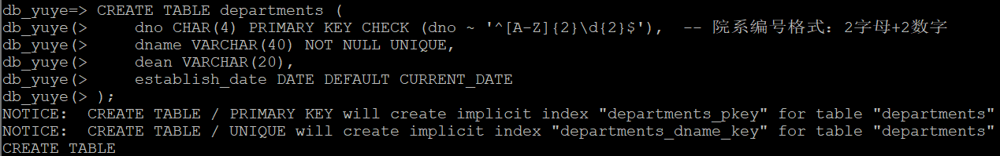 db_yuye=> CREATE TABLE departments (
db_yuye(>     dno CHAR(4) PRIMARY KEY CHECK (dno ~ '^[A-Z]{2}\d{2}$'),  -- 院系编号格式：2字母+2数字
db_yuye(>     dname VARCHAR(40) NOT NULL UNIQUE,
db_yuye(>     dean VARCHAR(20),
db_yuye(>     establish_date DATE DEFAULT CURRENT_DATE
db_yuye(> );
NOTICE:  CREATE TABLE / PRIMARY KEY will create implicit index "departments_pkey" for table "departments"
NOTICE:  CREATE TABLE / UNIQUE will create implicit index "departments_dname_key" for table "departments"
CREATE TABLE